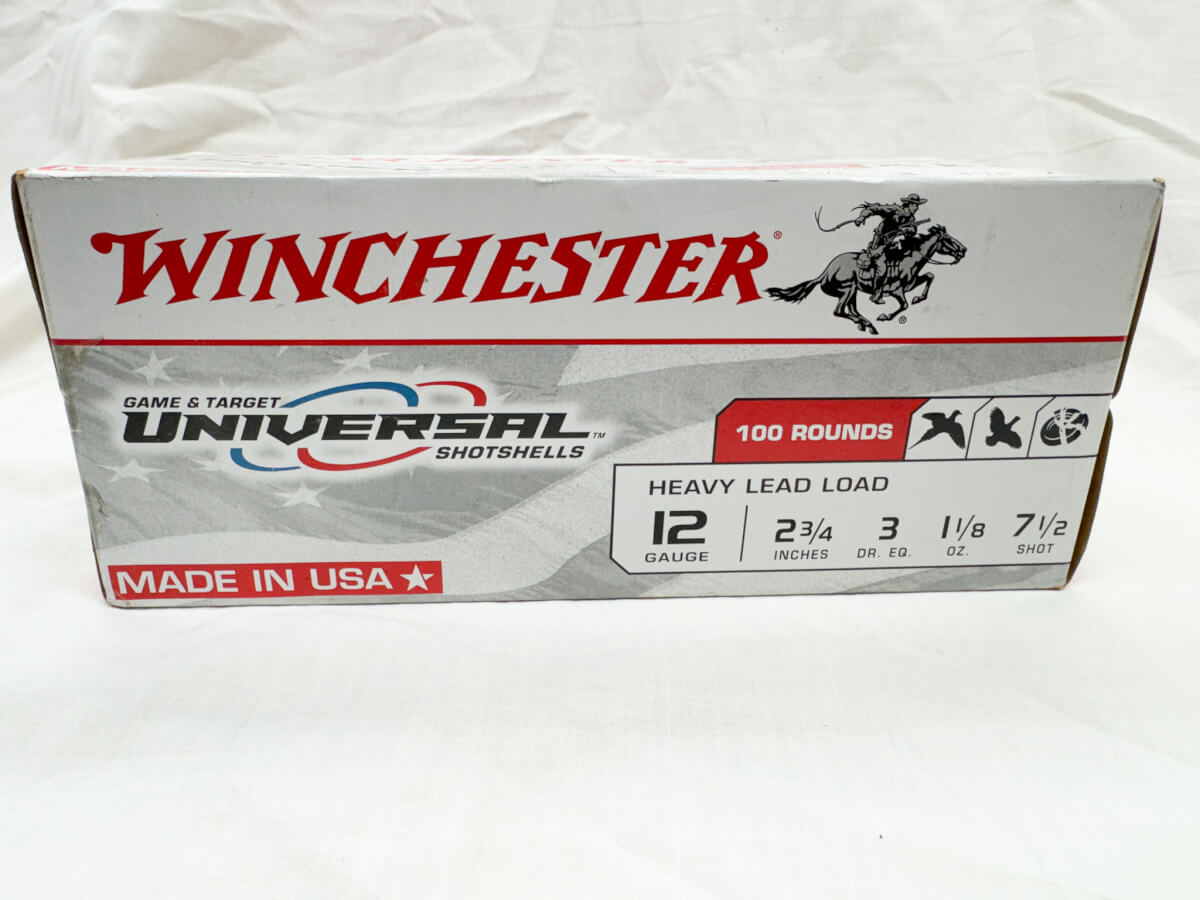 WINCHESTER®
®
GAME & TARGET
UNIVERSAL™
SHOTSHELLS
100 ROUNDS
HEAVY LEAD LOAD
12 2 3/4 3 1 1/8 7 1/2
GAUGE INCHES DR. EQ. OZ. SHOT
MADE IN USA